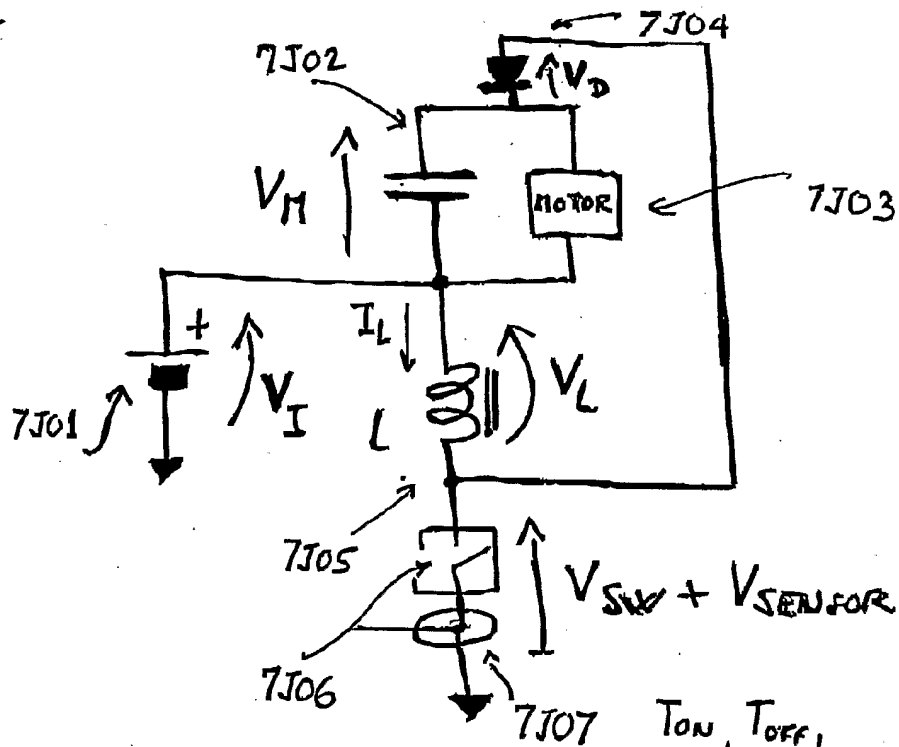 7J04
7J02
V_D
V_M
MOTOR
7J03
I_L
+
V_I
V_L
7J01
L
7J05
V_SW + V_SENSOR
7J06
7J07
T_ON, T_OFF,